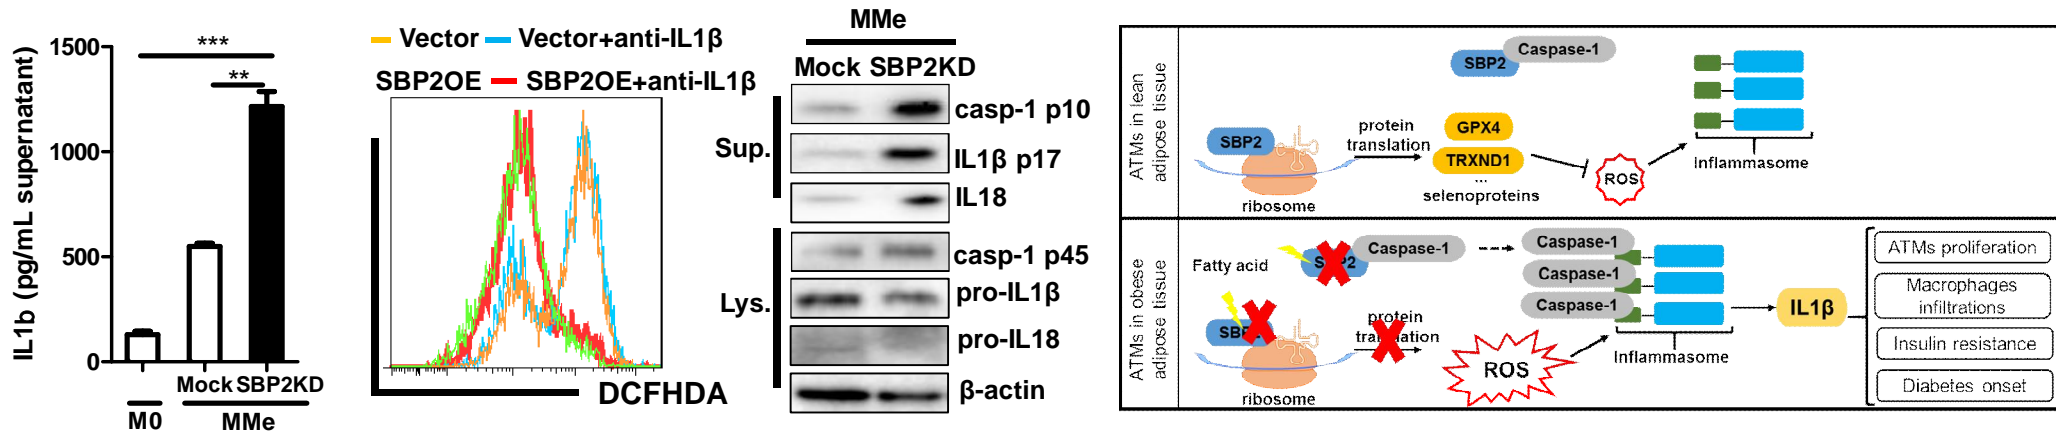 IL1b (pg/mL supernatant)
1500
1000
500
0
***
**
Mock SBP2KD
M0
MMe
Vector
Vector+anti-IL1β
SBP2OE
SBP2OE+anti-IL1β
DCFHDA
MMe
Mock SBP2KD
Sup.
casp-1 p10
IL1β p17
IL18
Lys.
casp-1 p45
pro-IL1β
pro-IL18
β-actin
ATMs in lean
adipose tissue
SBP2
Caspase-1
SBP2
ribosome
protein
translation
GPX4
TRXND1
...
selenoproteins
ROS
Inflammasome
ATMs in obese
adipose tissue
Fatty acid
SBP2
Caspase-1
SBP2
ribosome
protein
translation
ROS
Caspase-1
Caspase-1
Caspase-1
Inflammasome
IL1β
ATMs proliferation
Macrophages
infiltrations
Insulin resistance
Diabetes onset